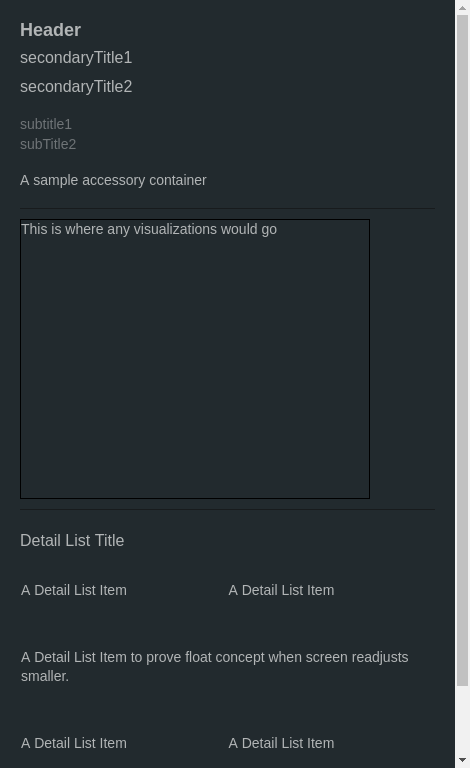 Header
secondaryTitle1
secondaryTitle2
subtitle1
subTitle2
A sample accessory container
This is where any visualizations would go
Detail List Title
A Detail List Item
A Detail List Item
A Detail List Item to prove float concept when screen readjusts
smaller.
A Detail List Item
A Detail List Item